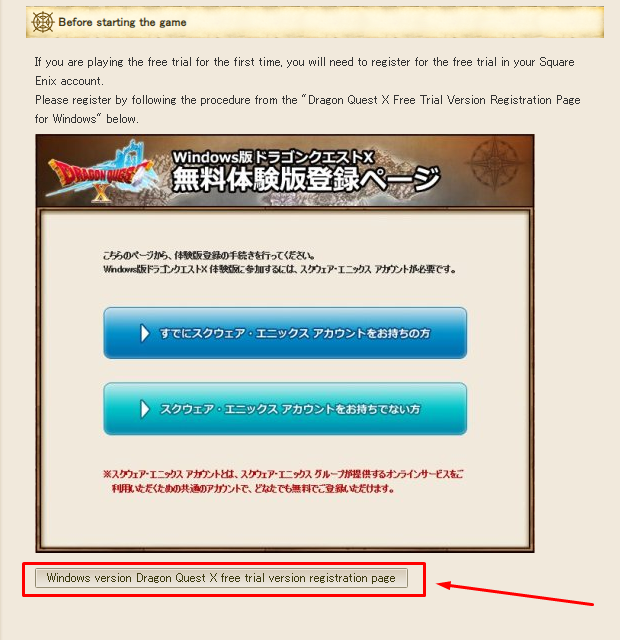 Before starting the game
If you are playing the free trial for the first time, you will need to register for the free trial in your Square
Enix account.
Please register by following the procedure from the "Dragon Quest X Free Trial Version Registration Page
for Windows" below.
DRAGON QUEST
X
Windows版 ドラゴンクエストX
無料体験版登録ページ
こちらのページから、体験版登録の手続きを行ってください。
Windows版ドラゴンクエストX 体験版に参加するには、スクウェア・エニックス アカウントが必要です。
すでにスクウェア・エニックス アカウントをお持ちの方
スクウェア・エニックス アカウントをお持ちでない方
※スクウェア・エニックス アカウントとは、スクウェア・エニックス グループが提供するオンラインサービスをご
利用いただくための共通のアカウントで、どなたでも無料でご登録いただけます。
Windows version Dragon Quest X free trial version registration page